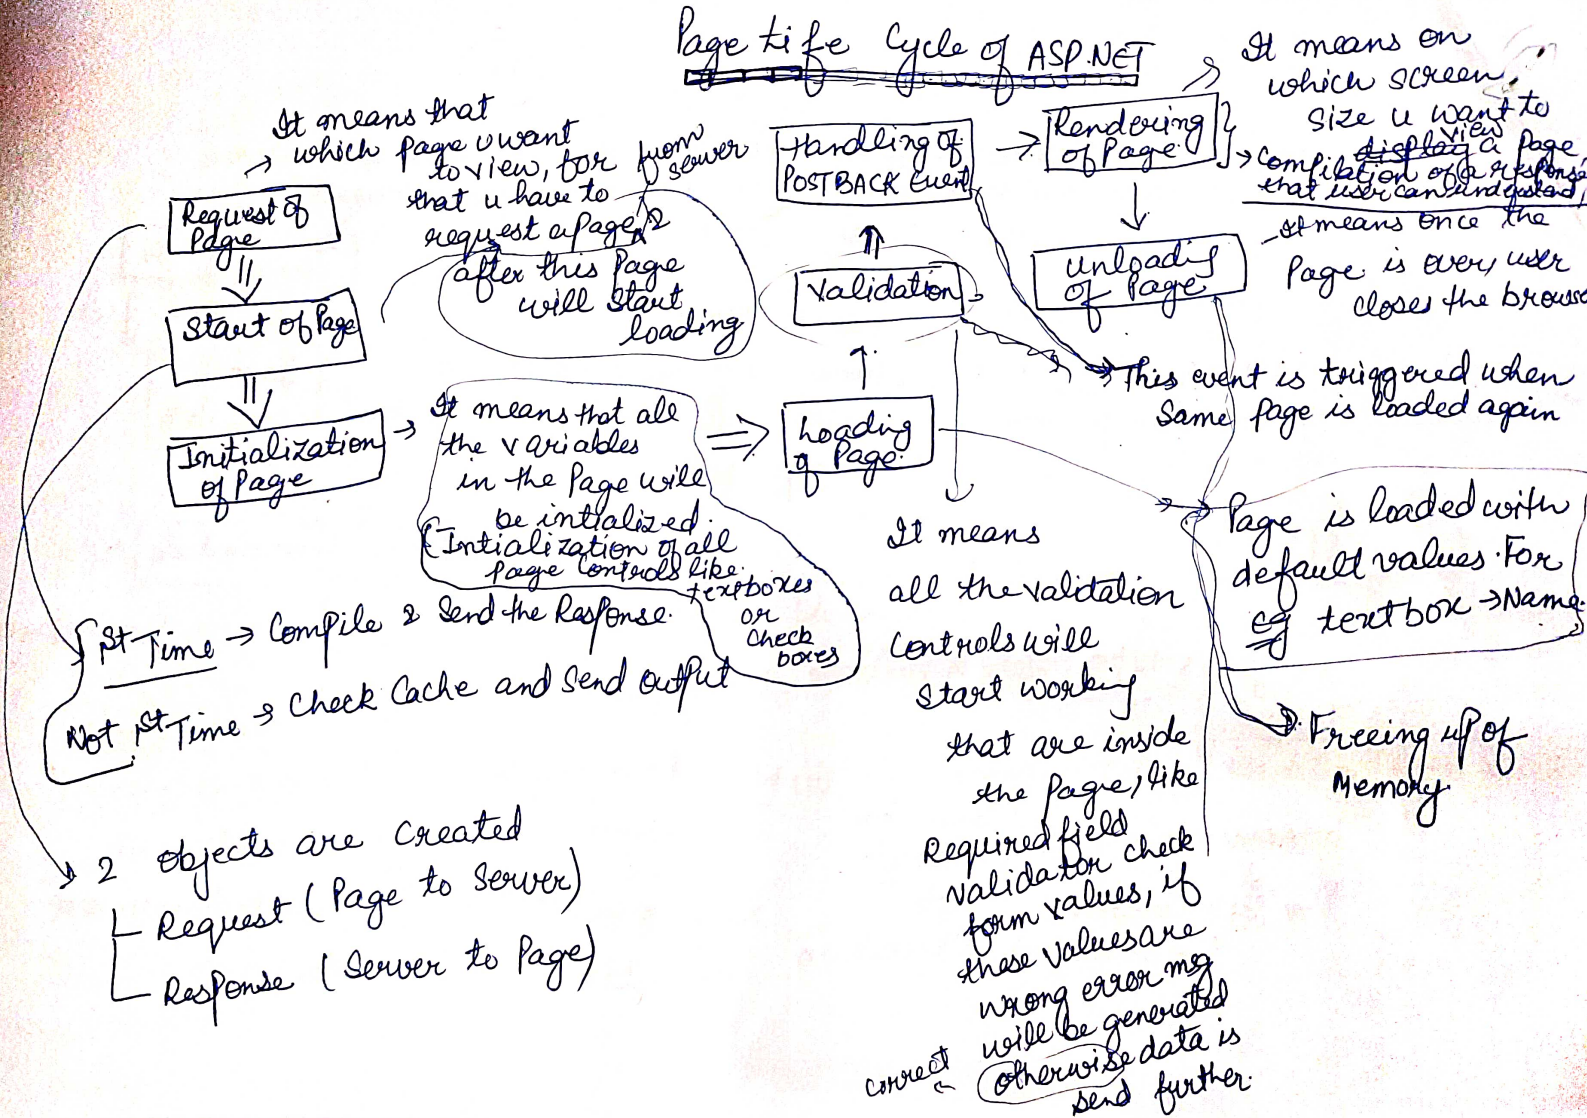 Page Life Cycle of ASP.NET
It means that
which page u want
to view, for
that u have to
request a page, &
from
server
Request of
Page
after this Page
will start
loading
Start of Page
Initialization
of Page
It means that all
the variables
in the Page will
be intialized.
(Intialization of all
page controls like
textboxes
or
check
boxes
1st Time → Compile & Send the Response.
Not 1st Time → Check Cache and Send output
2 objects are created
Request (Page to Server)
Response (Server to Page)
Handling of
POSTBACK Event
Validation
Loading
of Page.
It means
all the validation
controls will
start working
that are inside
the page, like
Required field
validator check
form values, if
these values are
wrong error msg
will be generated
otherwise data is
send further.
correct
Rendering
of Page
It means on
which screen
size u want to
display view a page
Compilation of a response
that user can understand,
Unloading
of Page
It means once the
Page is over, user
closes the browse
This event is triggered when
Same page is loaded again
Page is loaded with
default values. For
eg textbox → Name.
Freeing up of
Memory.